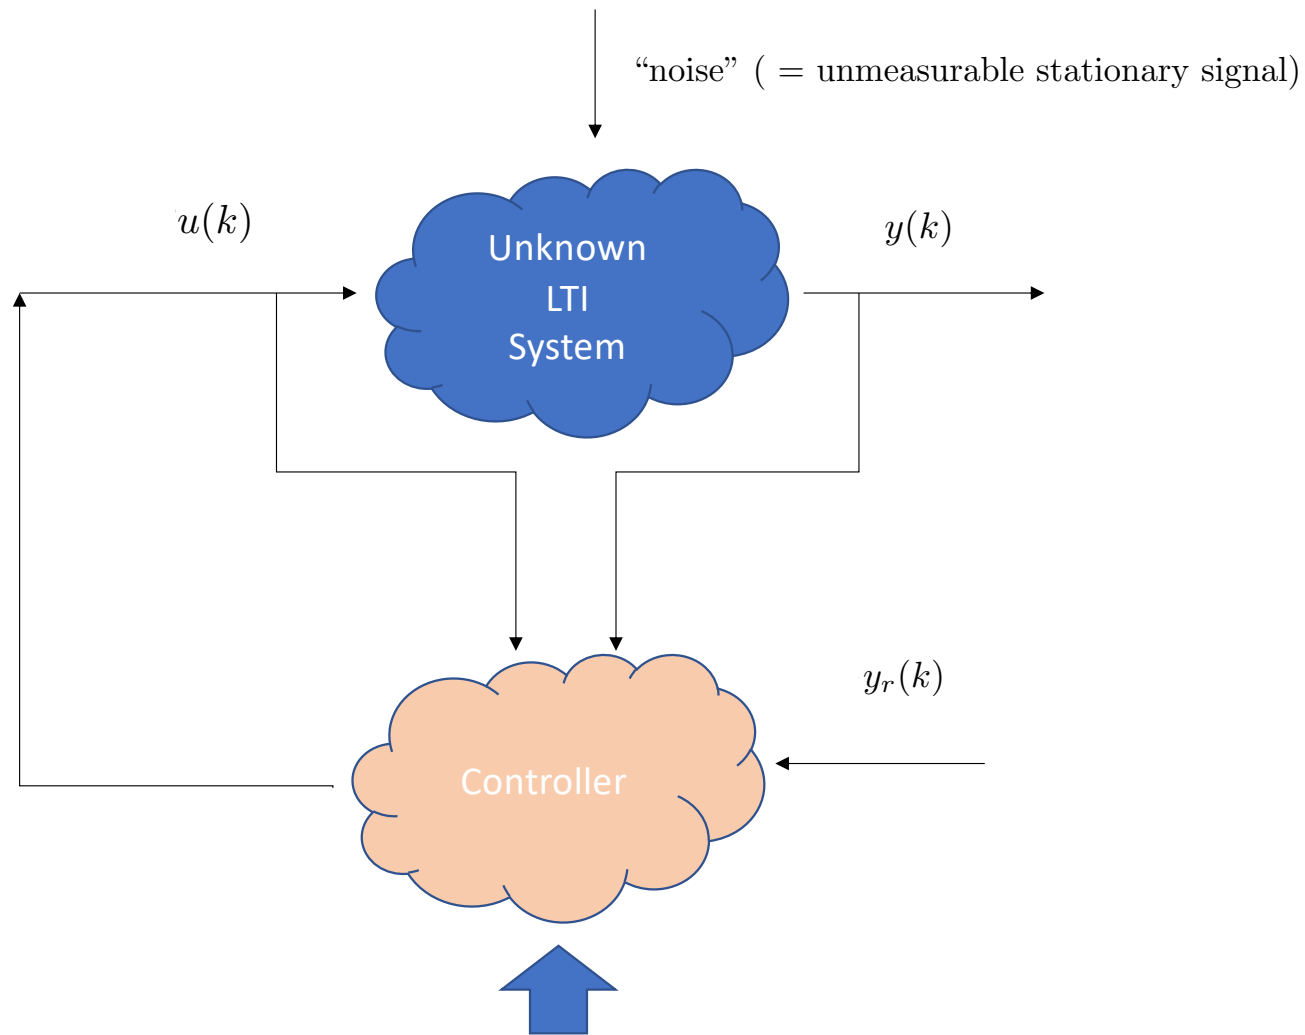 “noise” ( = unmeasurable stationary signal)
u(k)
y(k)
Unknown
LTI
System
y_r(k)
Controller